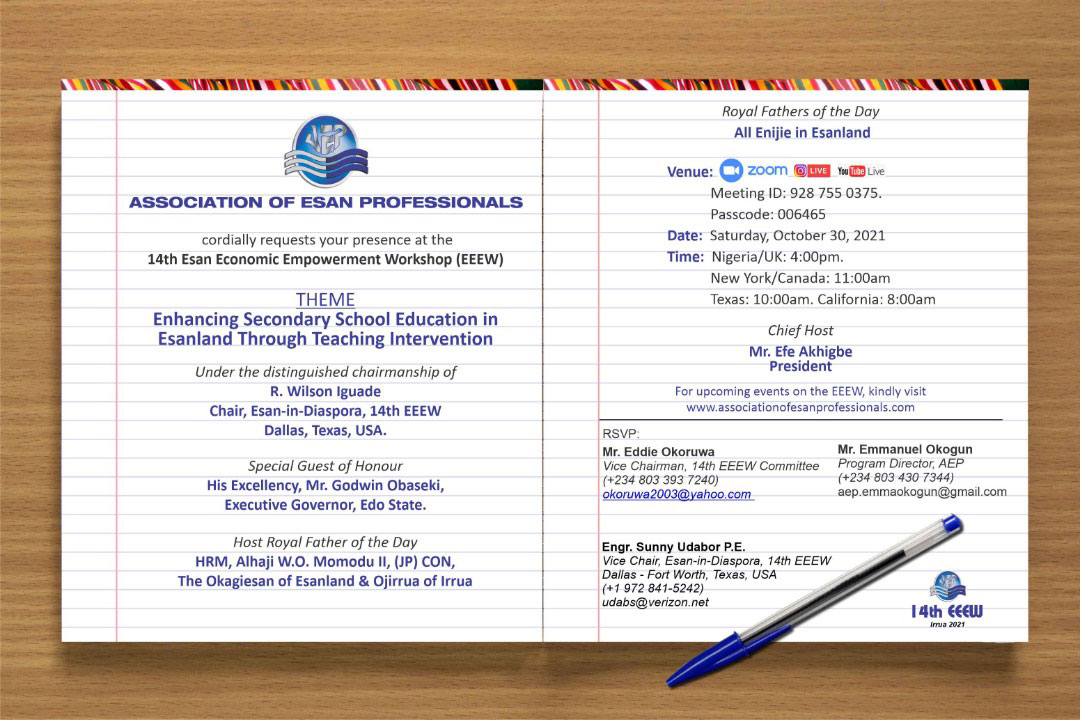 AEP
ASSOCIATION OF ESAN PROFESSIONALS
cordially requests your presence at the
14th Esan Economic Empowerment Workshop (EEEW)
THEME
Enhancing Secondary School Education in
Esanland Through Teaching Intervention
Under the distinguished chairmanship of
R. Wilson Iguade
Chair, Esan-in-Diaspora, 14th EEEW
Dallas, Texas, USA.
Special Guest of Honour
His Excellency, Mr. Godwin Obaseki,
Executive Governor, Edo State.
Host Royal Father of the Day
HRM, Alhaji W.O. Momodu II, (JP) CON,
The Okagiesan of Esanland & Ojirrua of Irrua
Royal Fathers of the Day
All Enijie in Esanland
Venue: zoom LIVE YouTube Live
Meeting ID: 928 755 0375.
Passcode: 006465
Date: Saturday, October 30, 2021
Time: Nigeria/UK: 4:00pm.
New York/Canada: 11:00am
Texas: 10:00am. California: 8:00am
Chief Host
Mr. Efe Akhigbe
President
For upcoming events on the EEEW, kindly visit
www.associationofesanprofessionals.com
RSVP:
Mr. Eddie Okoruwa
Vice Chairman, 14th EEEW Committee
(+234 803 393 7240)
okoruwa2003@yahoo.com
Mr. Emmanuel Okogun
Program Director, AEP
(+234 803 430 7344)
aep.emmaokogun@gmail.com
Engr. Sunny Udabor P.E.
Vice Chair, Esan-in-Diaspora, 14th EEEW
Dallas - Fort Worth, Texas, USA
(+1 972 841-5242)
udabs@verizon.net
14th EEEW
Irrua 2021